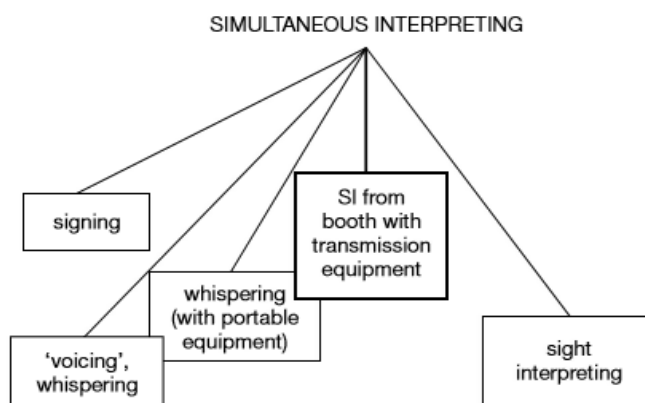 SIMULTANEOUS INTERPRETING
signing
SI from
booth with
transmission
equipment
whispering
(with portable
equipment)
‘voicing’,
whispering
sight
interpreting